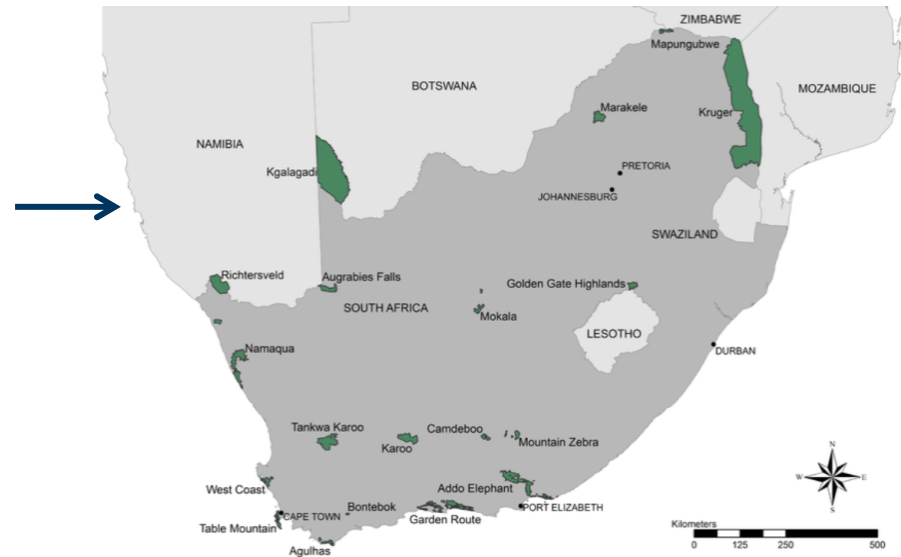 ZIMBABWE
Mapungubwe
BOTSWANA
MOZAMBIQUE
Marakele
Kruger
NAMIBIA
Kgalagadi
PRETORIA
JOHANNESBURG
SWAZILAND
Richtersveld
Augrabies Falls
Golden Gate Highlands
SOUTH AFRICA
Mokala
LESOTHO
Namaqua
DURBAN
Tankwa Karoo
Camdeboo
Karoo
Mountain Zebra
N
W
E
S
West Coast
Addo Elephant
Bontebok
PORT ELIZABETH
CAPE TOWN
Garden Route
Table Mountain
Kilometers
0 125 250 500
Agulhas